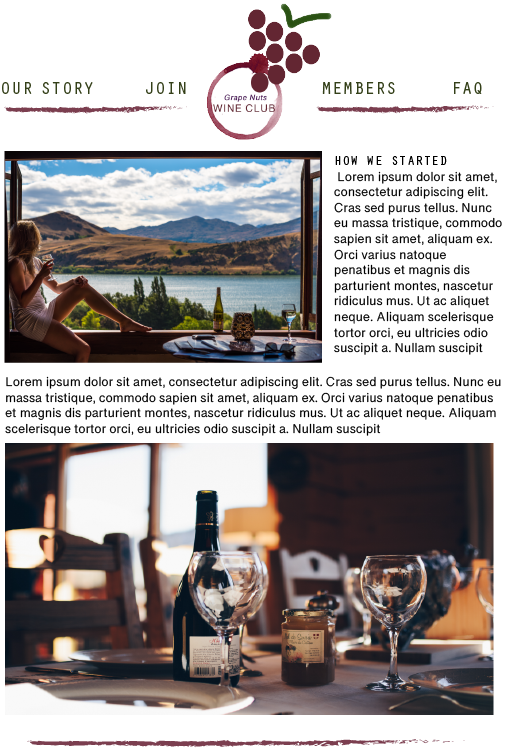 OUR STORY
JOIN
Grape Nuts
WINE CLUB
MEMBERS
FAQ
HOW WE STARTED
Lorem ipsum dolor sit amet,
consectetur adipiscing elit.
Cras sed purus tellus. Nunc
eu massa tristique, commodo
sapien sit amet, aliquam ex.
Orci varius natoque
penatibus et magnis dis
parturient montes, nascetur
ridiculus mus. Ut ac aliquet
neque. Aliquam scelerisque
tortor orci, eu ultricies odio
suscipit a. Nullam suscipit
Lorem ipsum dolor sit amet, consectetur adipiscing elit. Cras sed purus tellus. Nunc eu
massa tristique, commodo sapien sit amet, aliquam ex. Orci varius natoque penatibus
et magnis dis parturient montes, nascetur ridiculus mus. Ut ac aliquet neque. Aliquam
scelerisque tortor orci, eu ultricies odio suscipit a. Nullam suscipit